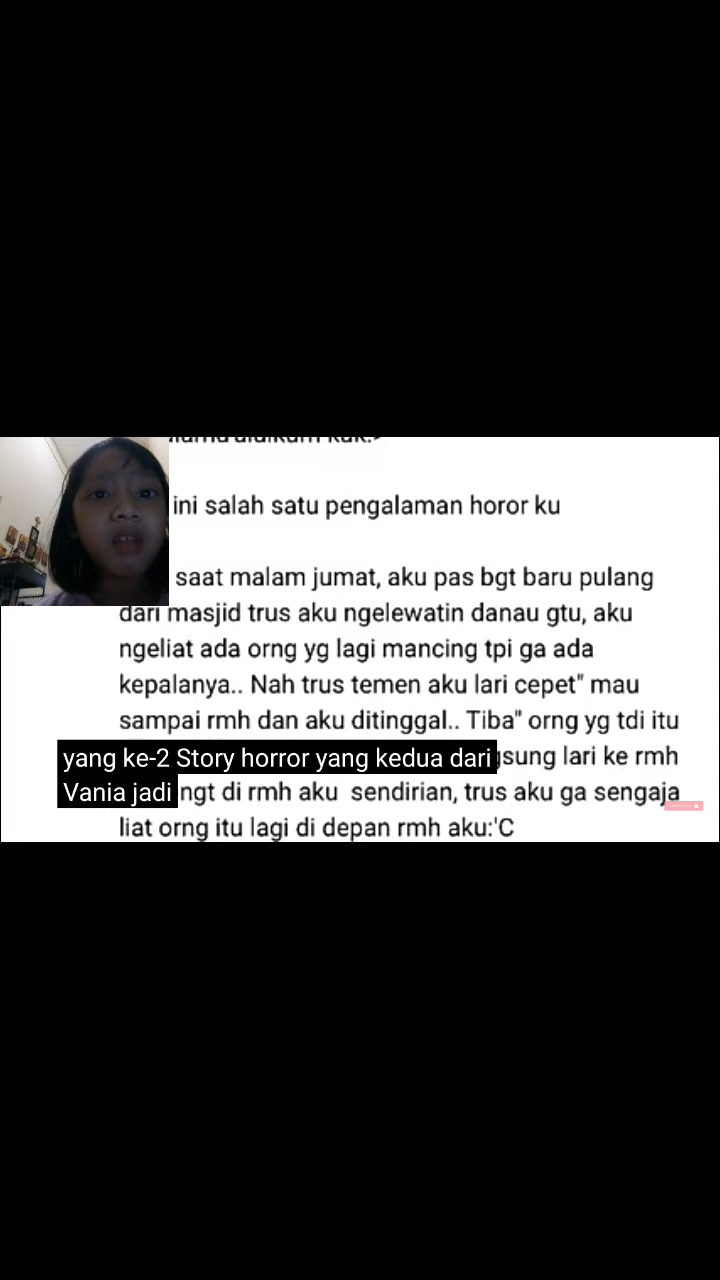 ini salah satu pengalaman horor ku
saat malam jumat, aku pas bgt baru pulang
dari masjid trus aku ngelewatin danau gtu, aku
ngeliat ada orng yg lagi mancing tpi ga ada
kepalanya.. Nah trus temen aku lari cepet" mau
sampai rmh dan aku ditinggal.. Tiba" orng yg tdi itu
yang ke-2 Story horror yang kedua dari
lari ke rmh
Vania jadi
di rmh aku sendirian, trus aku ga sengaja
liat orng itu lagi di depan rmh aku:'C